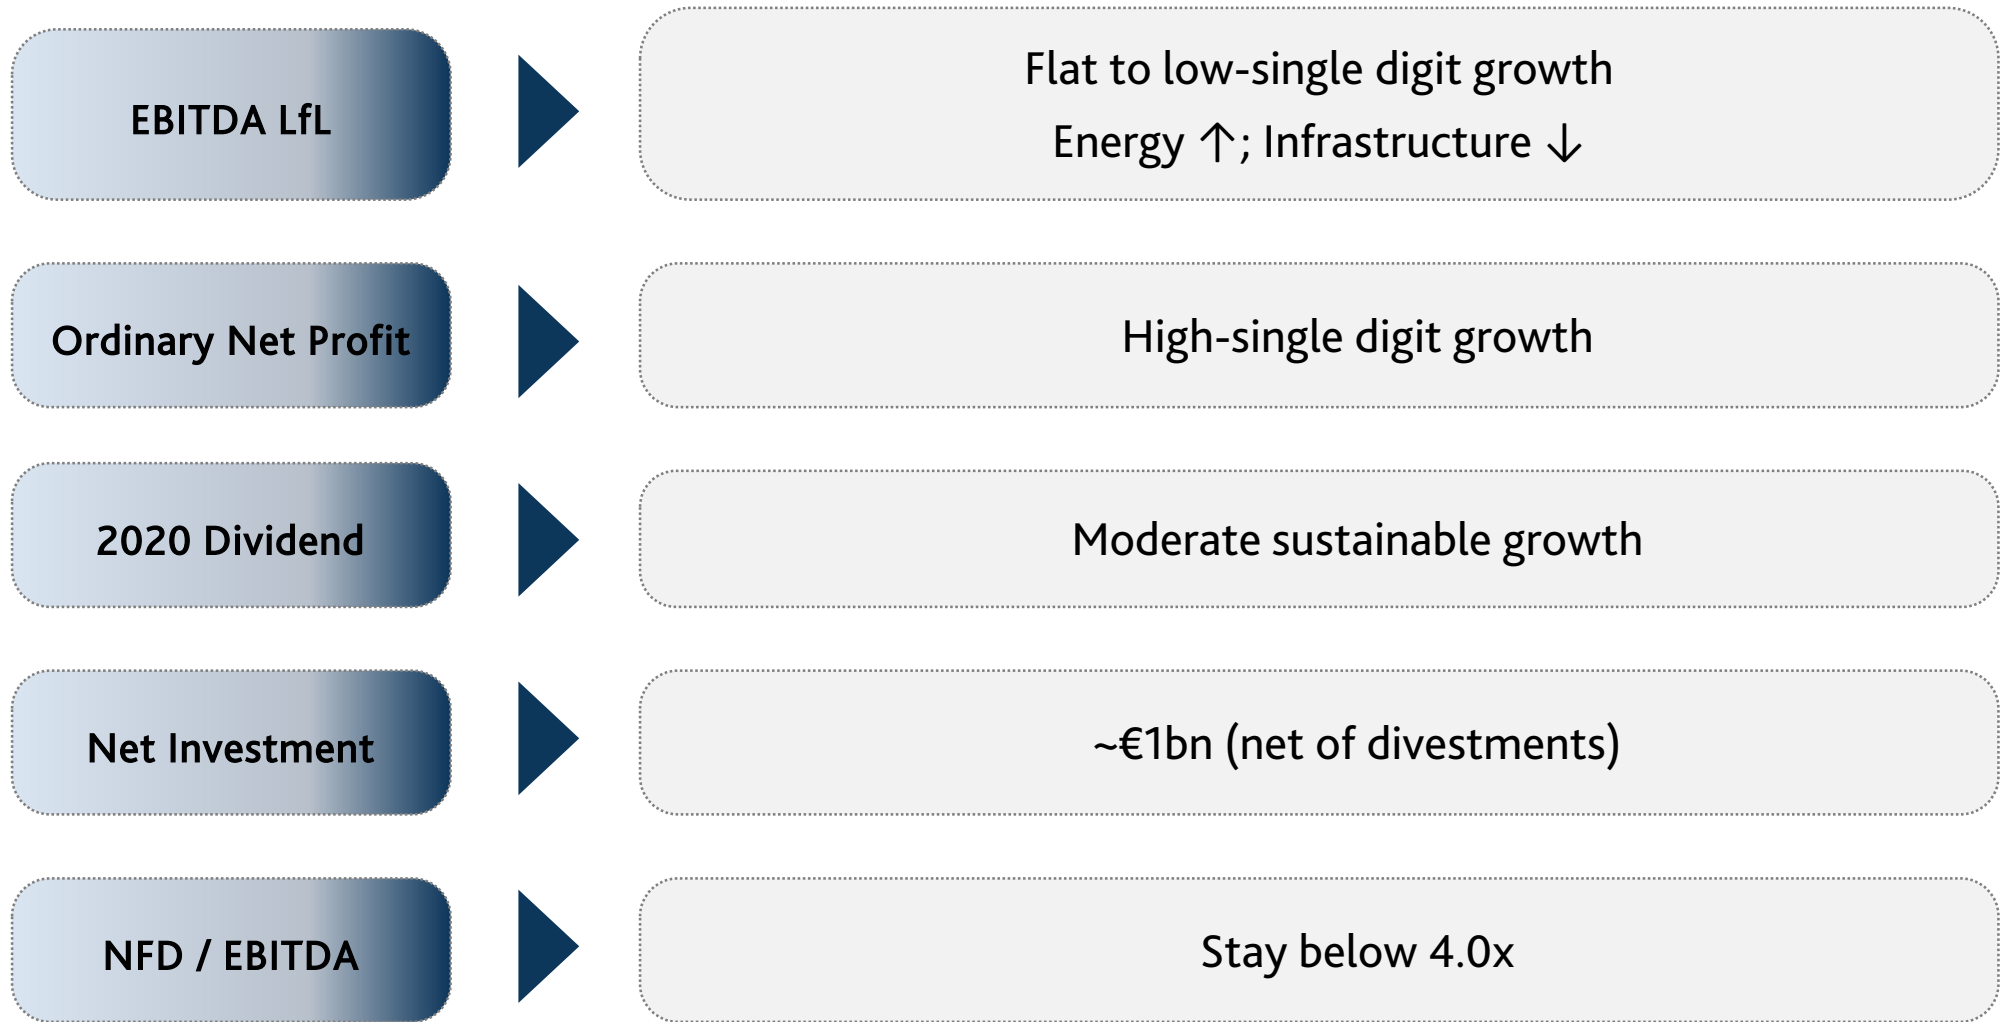 EBITDA LfL
Flat to low-single digit growth
Energy ↑; Infrastructure ↓
Ordinary Net Profit
High-single digit growth
2020 Dividend
Moderate sustainable growth
Net Investment
~€1bn (net of divestments)
NFD / EBITDA
Stay below 4.0x